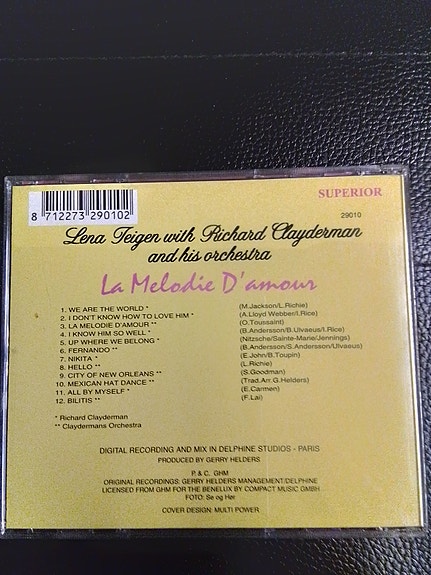 SUPERIOR
8 712273 290102
29010
Lena Teigen with Richard Clayderman
and his orchestra
La Melodie D'amour
1. WE ARE THE WORLD * (M.Jackson/L.Richie)
2. I DON'T KNOW HOW TO LOVE HIM * (A.Lloyd Webber/I.Rice)
3. LA MELODIE D'AMOUR ** (O.Toussaint)
4. I KNOW HIM SO WELL * (B.Andersson/B.Ulvaeus/I.Rice)
5. UP WHERE WE BELONG * (Nitzsche/Sainte-Marie/Jennings)
6. FERNANDO ** (B.Andersson/S.Andersson/Ulvaeus)
7. NIKITA * (E.John/B.Toupin)
8. HELLO ** (L.Richie)
9. CITY OF NEW ORLEANS ** (S.Goodman)
10. MEXICAN HAT DANCE ** (Trad.Arr.G.Helders)
11. ALL BY MYSELF * (E.Carmen)
12. BILITIS ** (F.Lai)
* Richard Clayderman
** Claydermans Orchestra
DIGITAL RECORDING AND MIX IN DELPHINE STUDIOS - PARIS
PRODUCED BY GERRY HELDERS
P. & C. GHM
ORIGINAL RECORDINGS: GERRY HELDERS MANAGEMENT/DELPHINE
LICENSED FROM GHM FOR THE BENELUX BY COMPACT MUSIC GMBH
FOTO: Se og Hør
COVER DESIGN: MULTI POWER